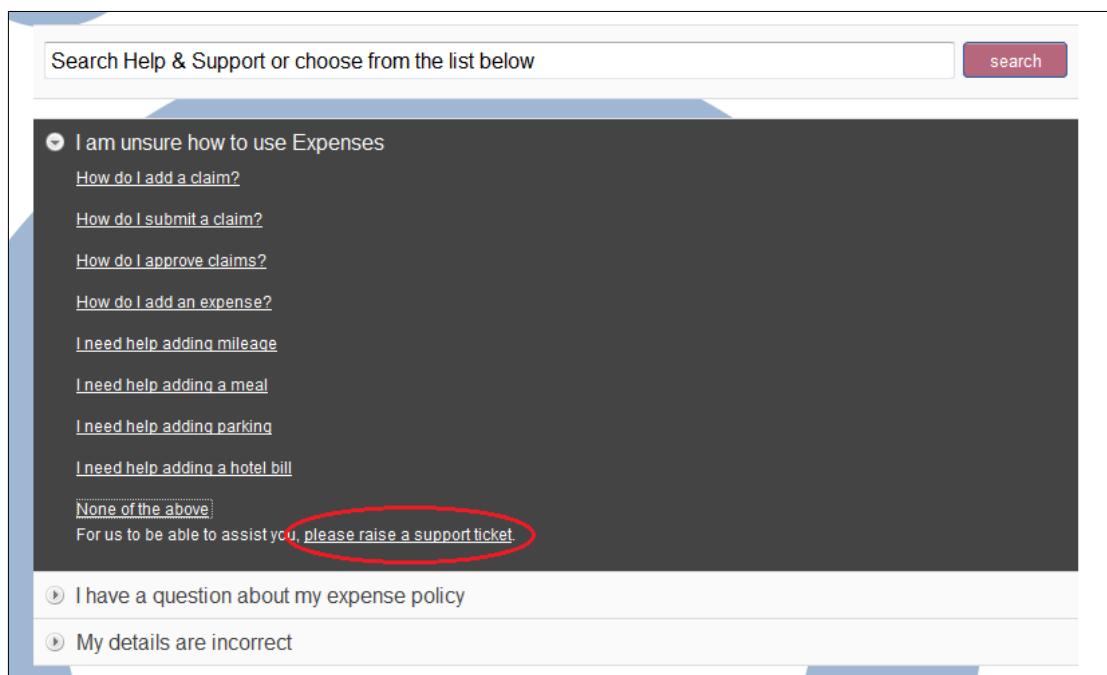 Search Help & Support or choose from the list below
search
I am unsure how to use Expenses
How do I add a claim?
How do I submit a claim?
How do I approve claims?
How do I add an expense?
I need help adding mileage
I need help adding a meal
I need help adding parking
I need help adding a hotel bill
None of the above
For us to be able to assist you, please raise a support ticket.
I have a question about my expense policy
My details are incorrect